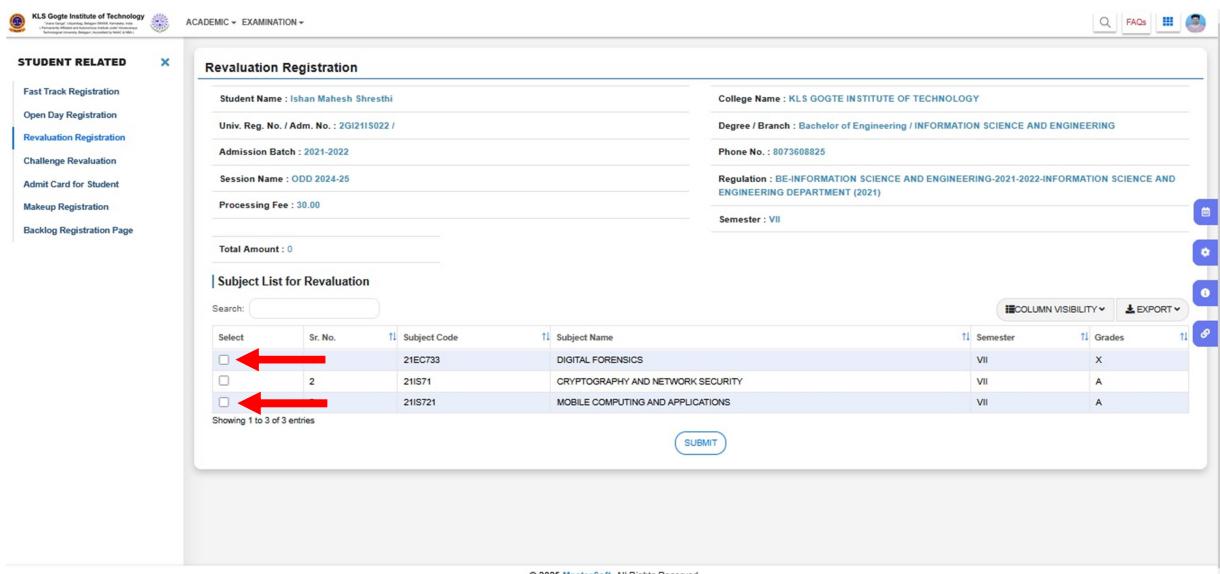 KLS Gogte Institute of Technology
ACADEMIC EXAMINATION
FAQs
STUDENT RELATED X
Fast Track Registration
Open Day Registration
Revaluation Registration
Challenge Revaluation
Admit Card for Student
Makeup Registration
Backlog Registration Page
Revaluation Registration
Student Name : Ishan Mahesh Shresthi
Univ. Reg. No. / Adm. No. : 2GI21IS022 /
Admission Batch : 2021-2022
Session Name : ODD 2024-25
Processing Fee : 30.00
College Name : KLS GOGTE INSTITUTE OF TECHNOLOGY
Degree / Branch : Bachelor of Engineering / INFORMATION SCIENCE AND ENGINEERING
Phone No. : 8073608825
Regulation : BE-INFORMATION SCIENCE AND ENGINEERING-2021-2022-INFORMATION SCIENCE AND
ENGINEERING DEPARTMENT (2021)
Semester : VII
Total Amount : 0
Subject List for Revaluation
Search:
COLUMN VISIBILITY EXPORT
Select Sr. No. Subject Code Subject Name Semester Grades
21EC733 DIGITAL FORENSICS VII X
2 21IS71 CRYPTOGRAPHY AND NETWORK SECURITY VII A
21IS721 MOBILE COMPUTING AND APPLICATIONS VII A
Showing 1 to 3 of 3 entries
SUBMIT
© 2025 MasterSoft. All Rights Reserved